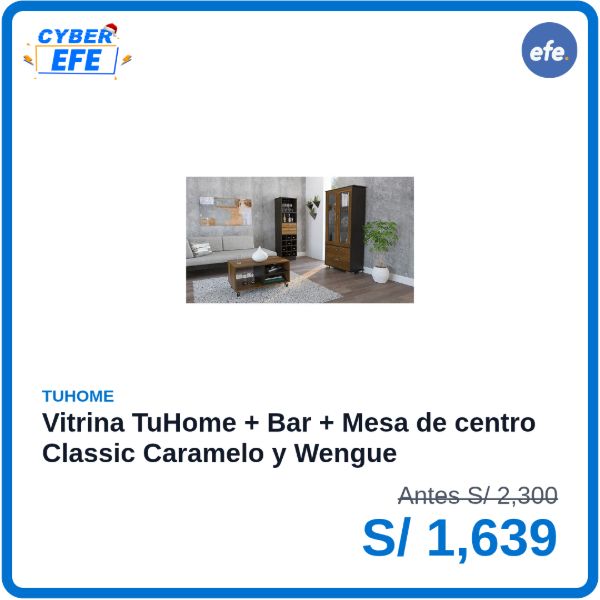 CYBER
EFE
efe.
TUHOME
Vitrina TuHome + Bar + Mesa de centro
Classic Caramelo y Wengue
Antes S/ 2,300
S/ 1,639